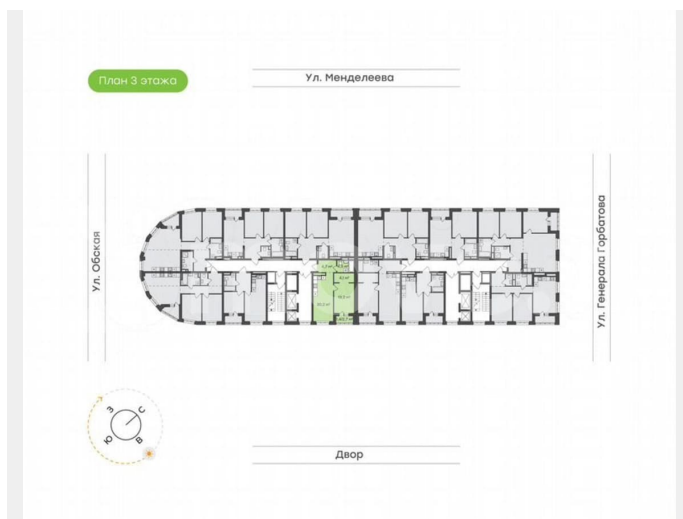 План 3 этажа
Ул. Менделеева
Ул. Обская
Ул. Генерала Горбатова
З
С
Ю
В
Двор